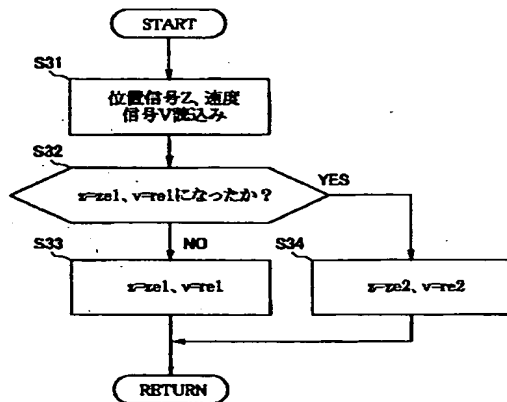 START
S31
位置信号Z、速度
信号V読込み
S32
z=ze1、v=re1になったか?
YES
NO
S33
z=ze1、v=re1
S34
z=ze2、v=re2
RETURN